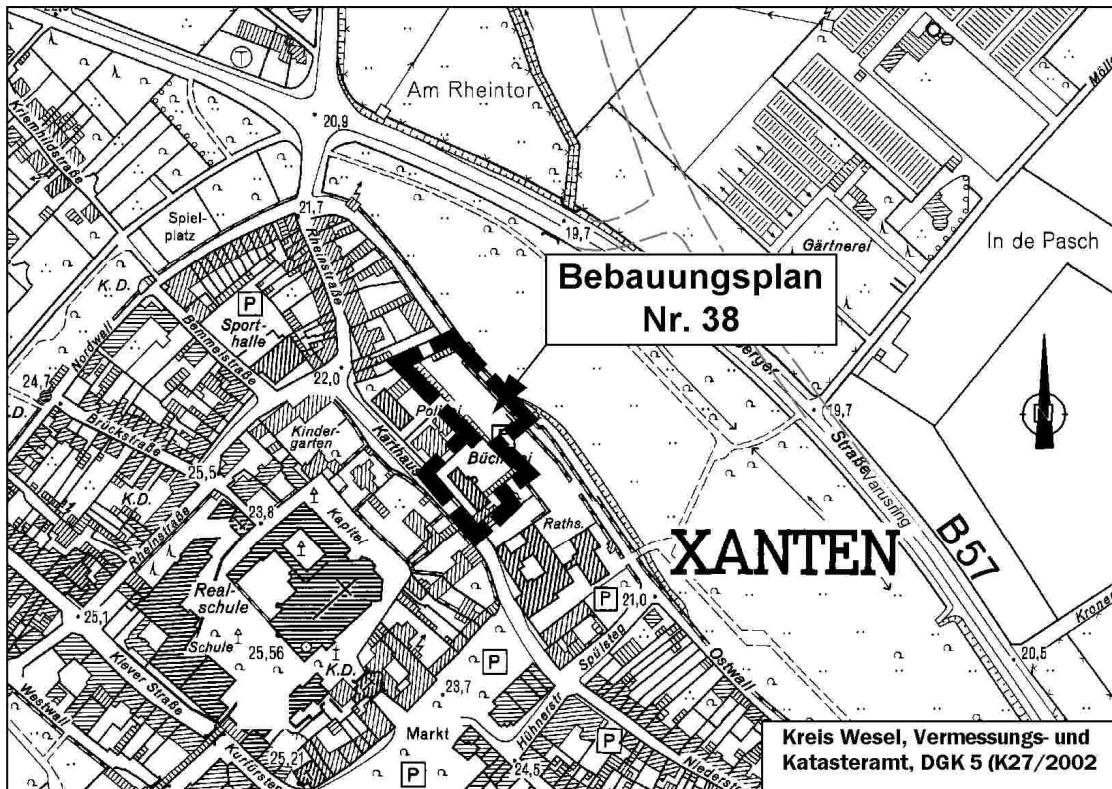 Am Rheintor
20,9
Kriemhildstraße
Spiel-
platz
21,7
19,7
Gärtnerei
In de Pasch
Bebauungsplan
Nr. 38
K.D.
Nordwall
P
Sport-
halle
Rheinstraße
Bemmelstraße
22,0
24,7
Brückstraße
Kinder-
garten
N
19,7
Straße
Varusring
25,5
K.D.
23,8
Kapitel
Raths.
XANTEN
B57
Rheinstraße
Real-
schule
Schule
25,56
25,1
P
21,0
Spülsteg
Ostwall
20,5
Klever Straße
K.D.
P
23,7
Westwall
Markt
Hühnerstr
P
25,21
P
24,5
Kreis Wesel, Vermessungs- und
Katasteramt, DGK 5 (K27/2002